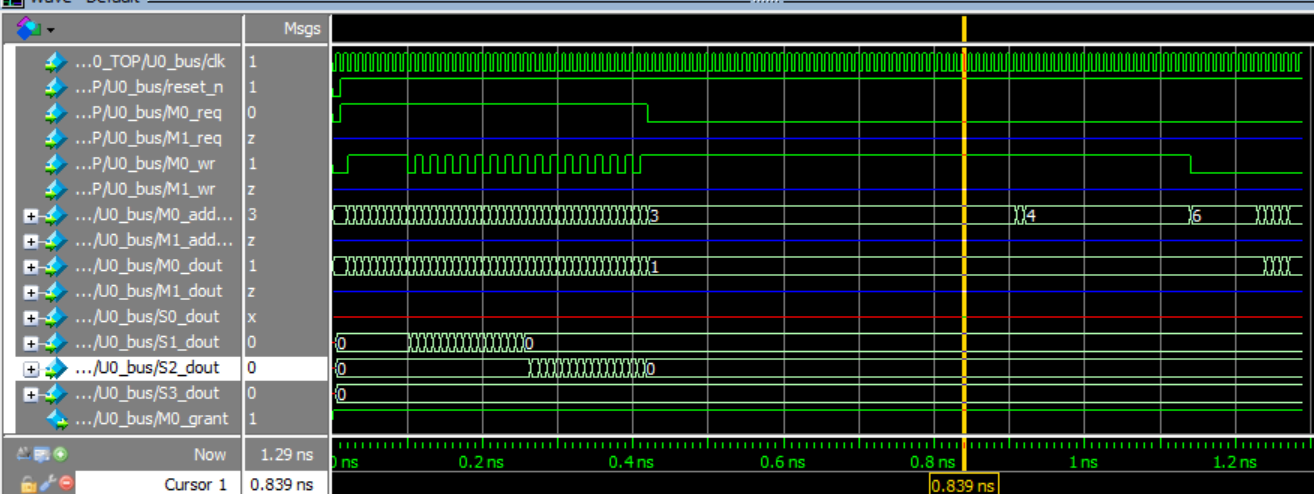 Wave - Default
Msgs
...0_TOP/U0_bus/clk 1
...P/U0_bus/reset_n 1
...P/U0_bus/M0_req 0
...P/U0_bus/M1_req z
...P/U0_bus/M0_wr 1
...P/U0_bus/M1_wr z
.../U0_bus/M0_add... 3 3 4 6
.../U0_bus/M1_add... z
.../U0_bus/M0_dout 1 1
.../U0_bus/M1_dout z
.../U0_bus/S0_dout x
.../U0_bus/S1_dout 0 0 0
.../U0_bus/S2_dout 0 0 0
.../U0_bus/S3_dout 0 0
.../U0_bus/M0_grant 1
Now 1.29 ns 0 ns 0.2 ns 0.4 ns 0.6 ns 0.8 ns 1 ns 1.2 ns
Cursor 1 0.839 ns 0.839 ns